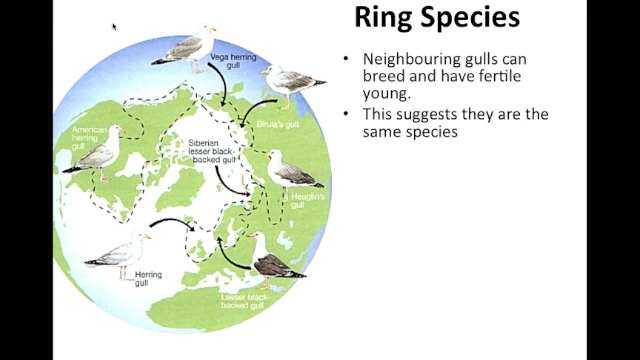 Ring Species
• Neighbouring gulls can
breed and have fertile
young.
• This suggests they are the
same species
Vega herring
gull
Birula's gull
American
herring
gull
Siberian
lesser black-
backed gull
Heuglin's
gull
Herring
gull
Lesser black-
backed gull